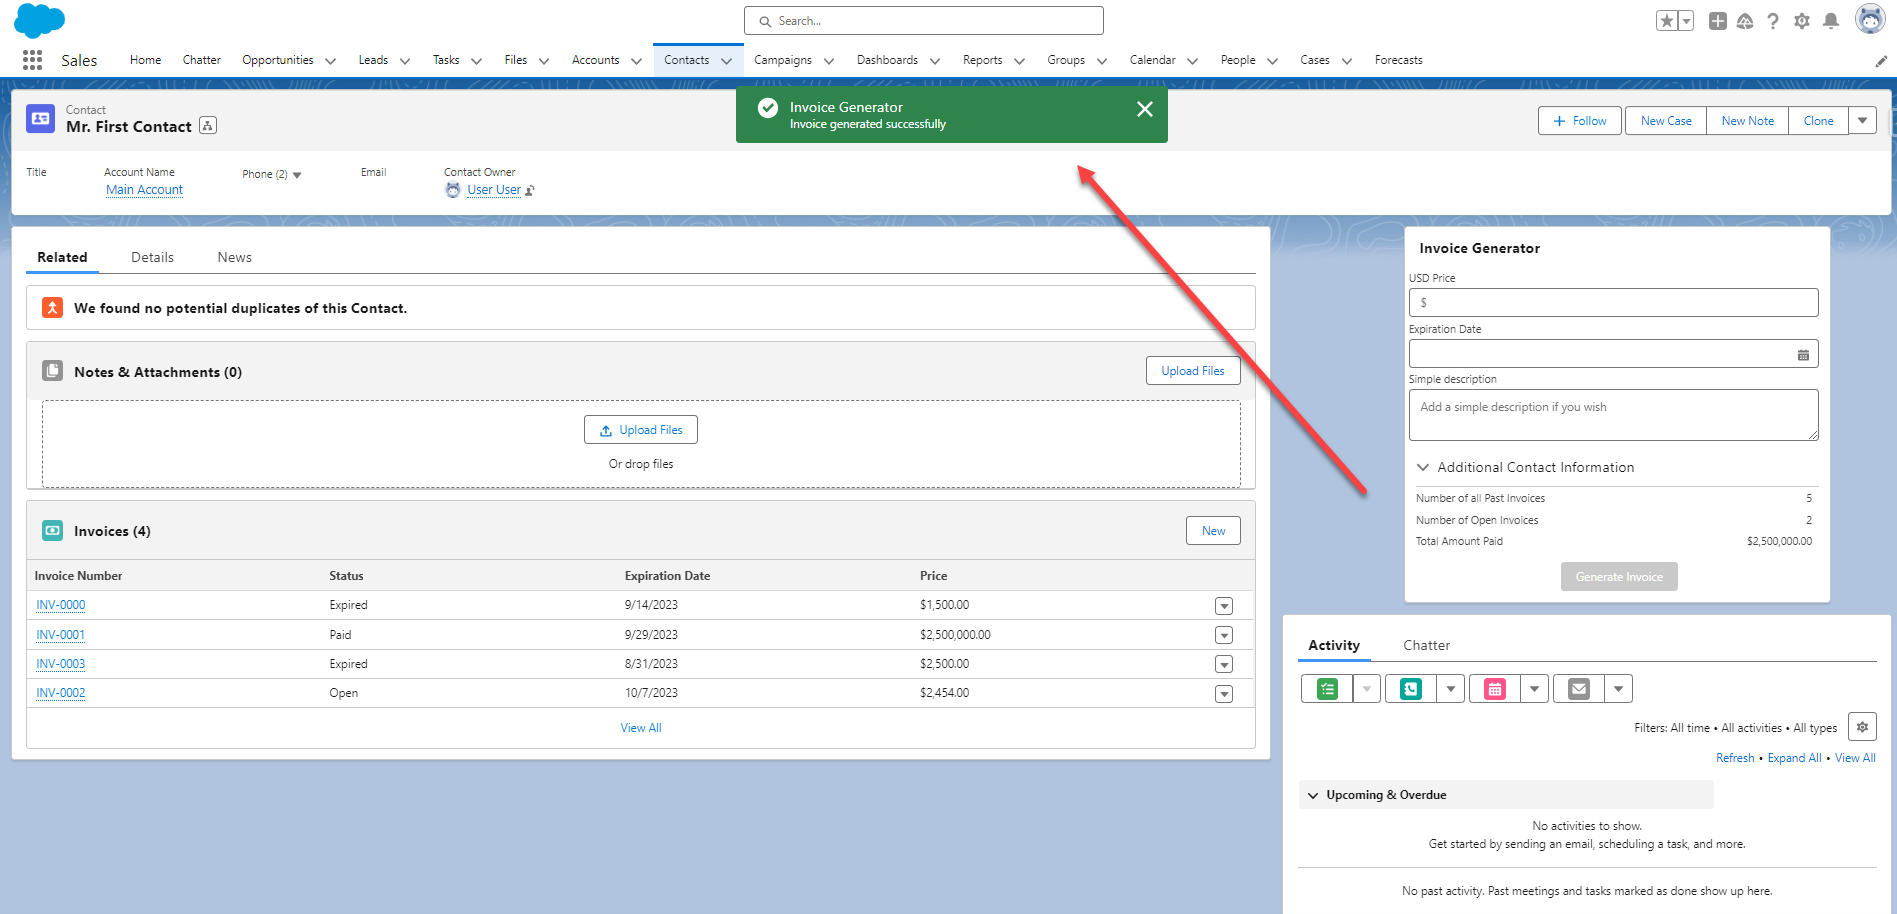 Search...
Sales Home Chatter Opportunities Leads Tasks Files Accounts Contacts Campaigns Dashboards Reports Groups Calendar People Cases Forecasts
Invoice Generator
Invoice generated successfully
Contact
Mr. First Contact
Follow New Case New Note Clone
Title Account Name Phone (2) Email Contact Owner
Main Account User User
Related Details News
We found no potential duplicates of this Contact.
Notes & Attachments (0) Upload Files
Upload Files
Or drop files
Invoices (4) New
Invoice Number Status Expiration Date Price
INV-0000 Expired 9/14/2023 $1,500.00
INV-0001 Paid 9/29/2023 $2,500,000.00
INV-0003 Expired 8/31/2023 $2,500.00
INV-0002 Open 10/7/2023 $2,454.00
View All
Invoice Generator
USD Price
$
Expiration Date
Simple description
Add a simple description if you wish
Additional Contact Information
Number of all Past Invoices 5
Number of Open Invoices 2
Total Amount Paid $2,500,000.00
Generate Invoice
Activity Chatter
Filters: All time • All activities • All types
Refresh • Expand All • View All
Upcoming & Overdue
No activities to show.
Get started by sending an email, scheduling a task, and more.
No past activity. Past meetings and tasks marked as done show up here.